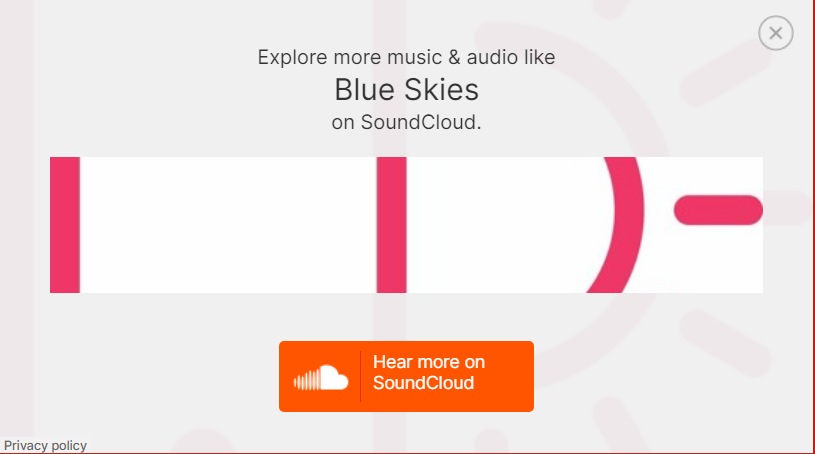 Explore more music & audio like
Blue Skies
on SoundCloud.
Hear more on
SoundCloud
Privacy policy